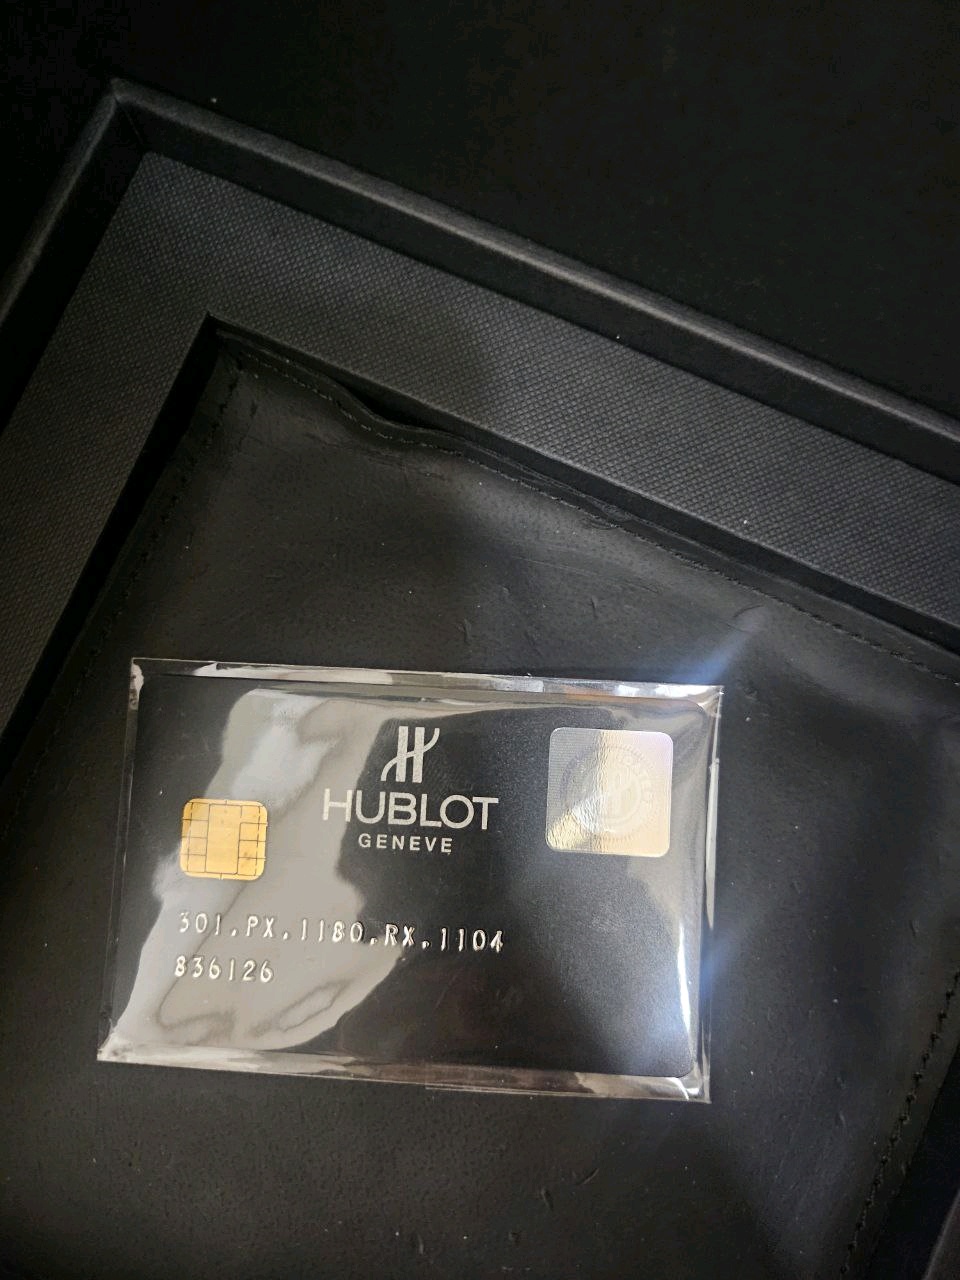 HUBLOT
GENEVE
301.PX.1180.RX.1104
836126